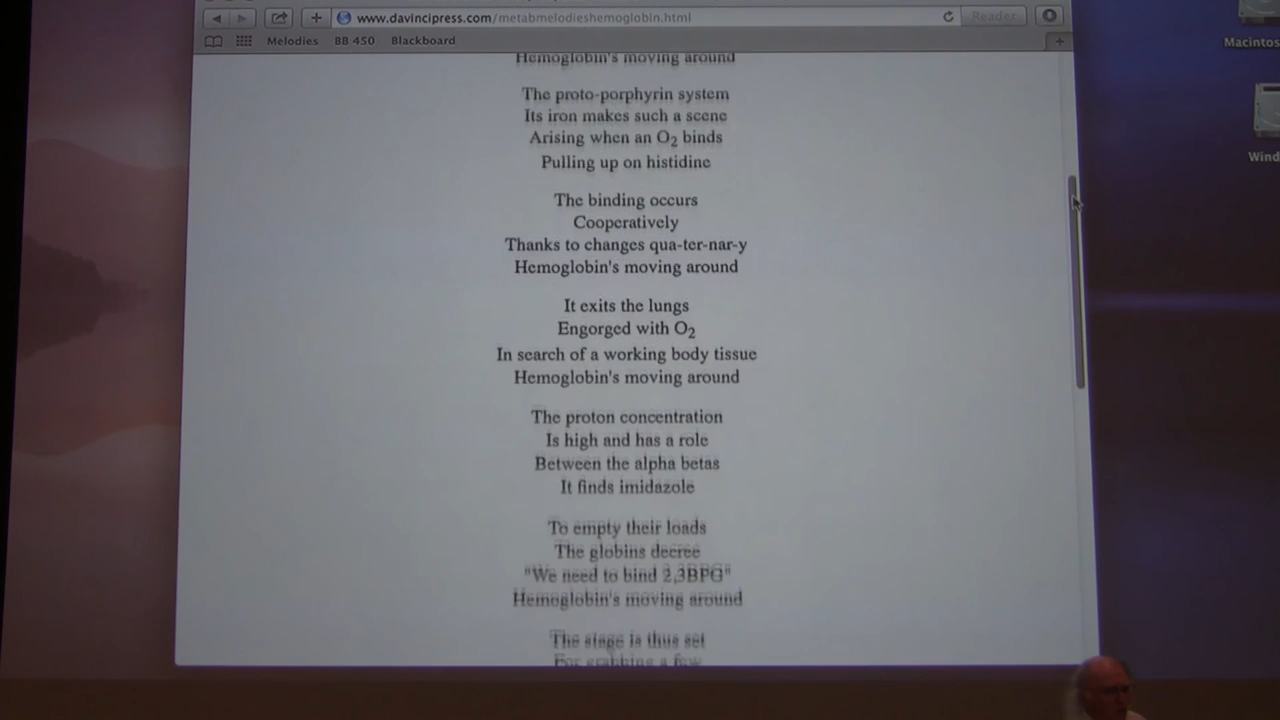 www.davincipress.com/metabmelodieshemoglobin.html
Reader
Melodies BB 450 Blackboard
Macintos
Wind
Hemoglobin's moving around
The proto-porphyrin system
Its iron makes such a scene
Arising when an O₂ binds
Pulling up on histidine
The binding occurs
Cooperatively
Thanks to changes qua-ter-nar-y
Hemoglobin's moving around
It exits the lungs
Engorged with O₂
In search of a working body tissue
Hemoglobin's moving around
The proton concentration
Is high and has a role
Between the alpha betas
It finds imidazole
To empty their loads
The globins decree
"We need to bind 2,3BPG"
Hemoglobin's moving around
The stage is thus set
For grabbing a few